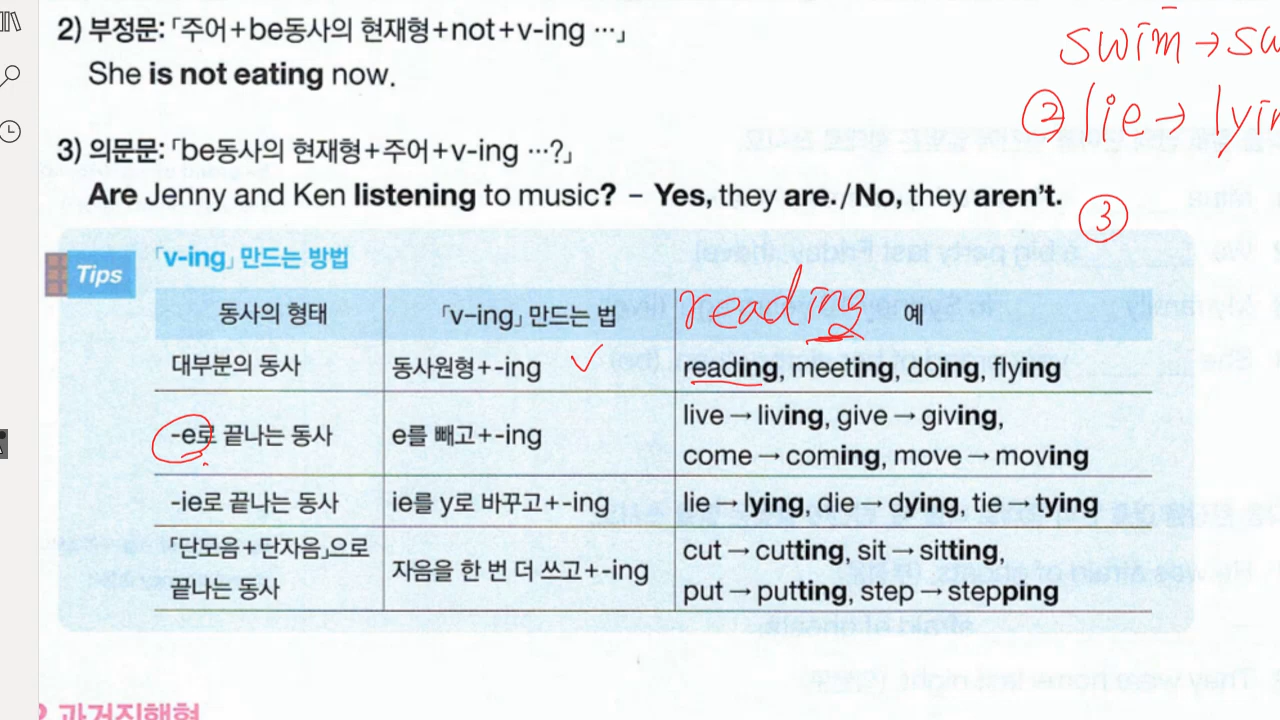 2) 부정문: 「주어+be동사의 현재형+not+v-ing …」
She is not eating now.
swim →
② lie →
3) 의문문: 「be동사의 현재형+주어+v-ing …?」
Are Jenny and Ken listening to music? – Yes, they are./No, they aren't.
③
Tips 「v-ing」 만드는 방법
동사의 형태 「v-ing」 만드는 법 reading 예
대부분의 동사 동사원형+-ing ✓ reading, meeting, doing, flying
-e로 끝나는 동사 e를 빼고+-ing
live → living, give → giving,
come → coming, move → moving
-ie로 끝나는 동사 ie를 y로 바꾸고+-ing lie → lying, die → dying, tie → tying
「단모음+단자음」으로
끝나는 동사
자음을 한 번 더 쓰고+-ing
cut → cutting, sit → sitting,
put → putting, step → stepping
과거진행형